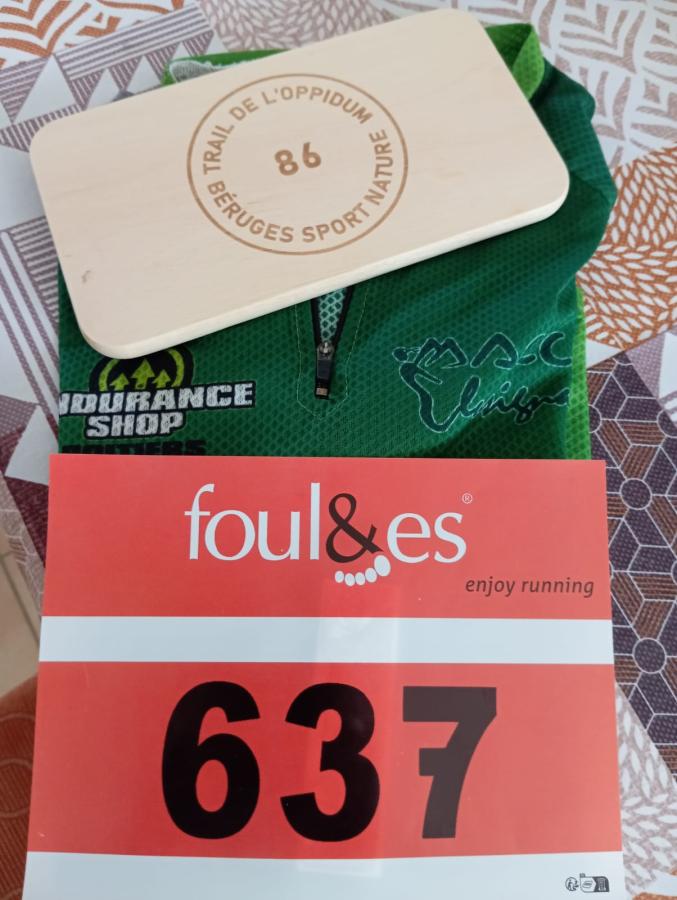 TRAIL DE L'OPPIDUM
86
BÉRUGES SPORT NATURE
NDURANCE
SHOP
foul&es®
enjoy running
637